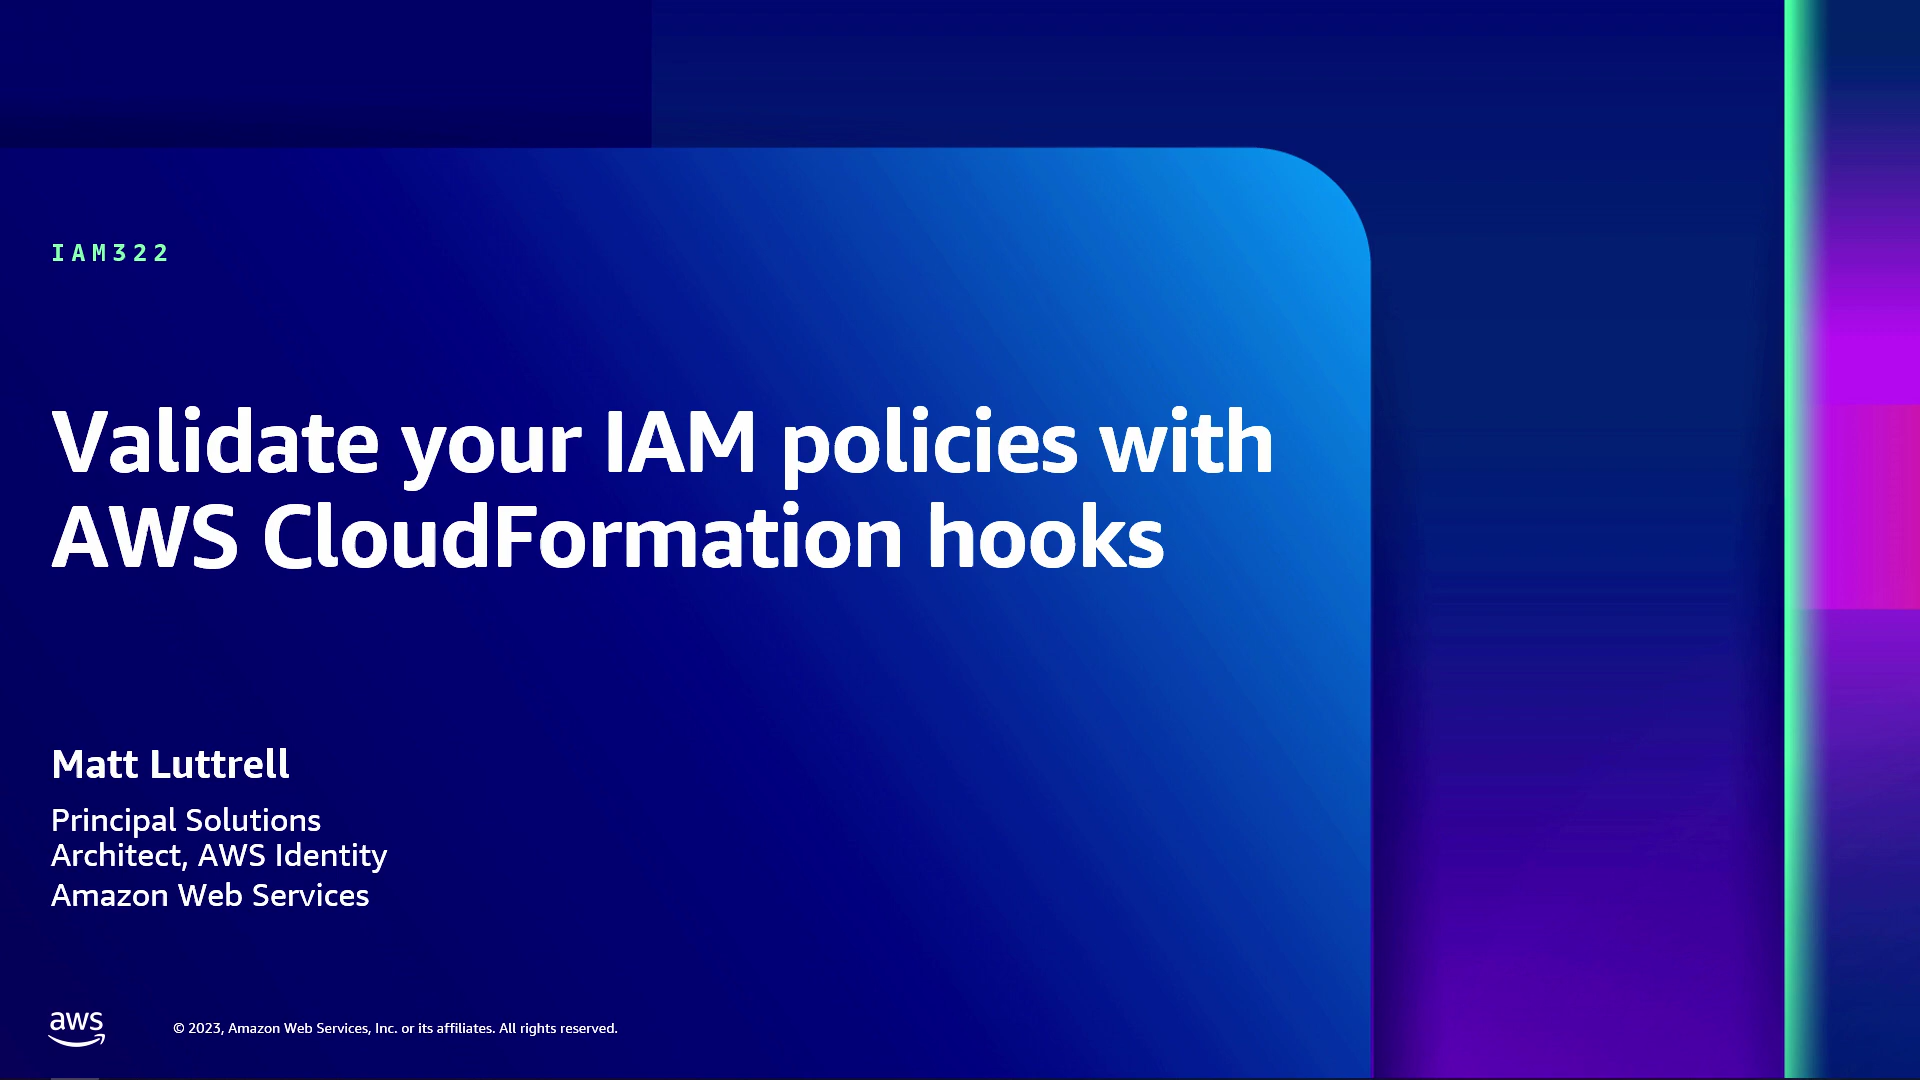 IAM322
Validate your IAM policies with
AWS CloudFormation hooks
Matt Luttrell
Principal Solutions
Architect, AWS Identity
Amazon Web Services
aws
© 2023, Amazon Web Services, Inc. or its affiliates. All rights reserved.